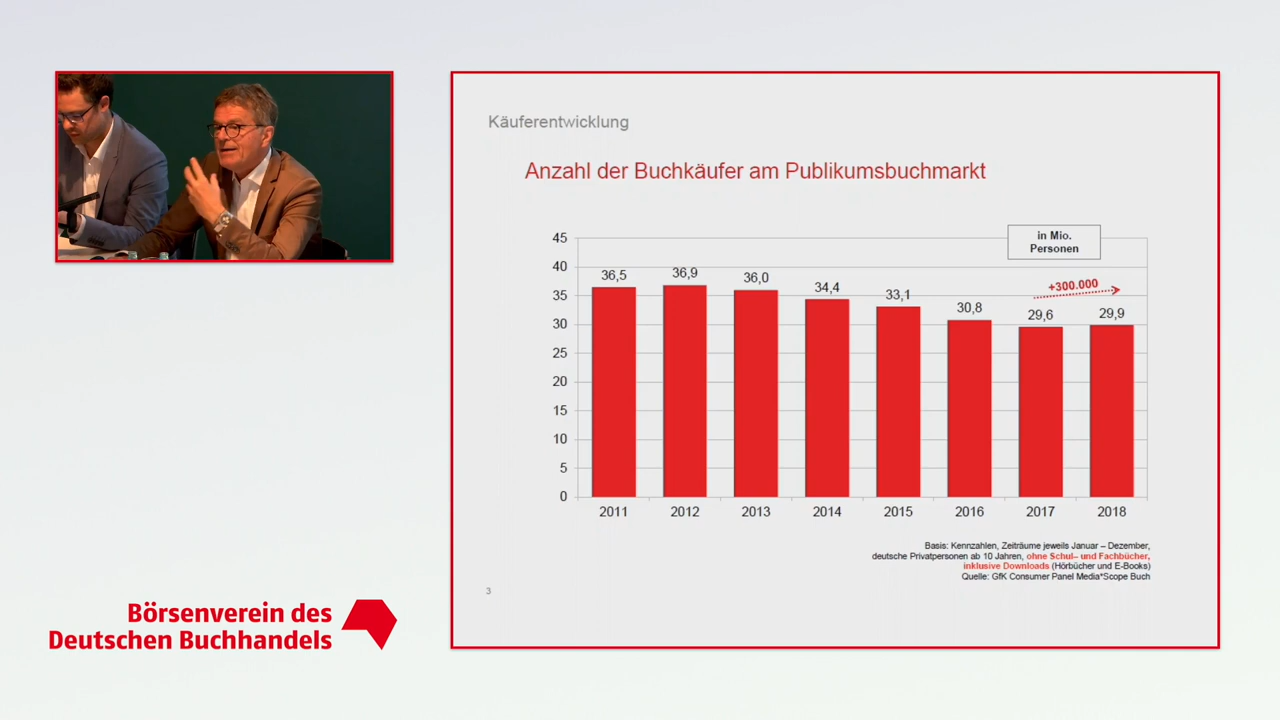 Käuferentwicklung
Anzahl der Buchkäufer am Publikumsbuchmarkt
in Mio.
Personen
45
40
35
30
25
20
15
10
5
0
36,5
36,9
36,0
34,4
33,1
30,8
29,6
29,9
+300.000
2011
2012
2013
2014
2015
2016
2017
2018
Basis: Kennzahlen, Zeiträume jeweils Januar – Dezember,
deutsche Privatpersonen ab 10 Jahren, ohne Schul– und Fachbücher,
inklusive Downloads (Hörbücher und E-Books)
Quelle: GfK Consumer Panel Media*Scope Buch
3
Börsenverein des
Deutschen Buchhandels